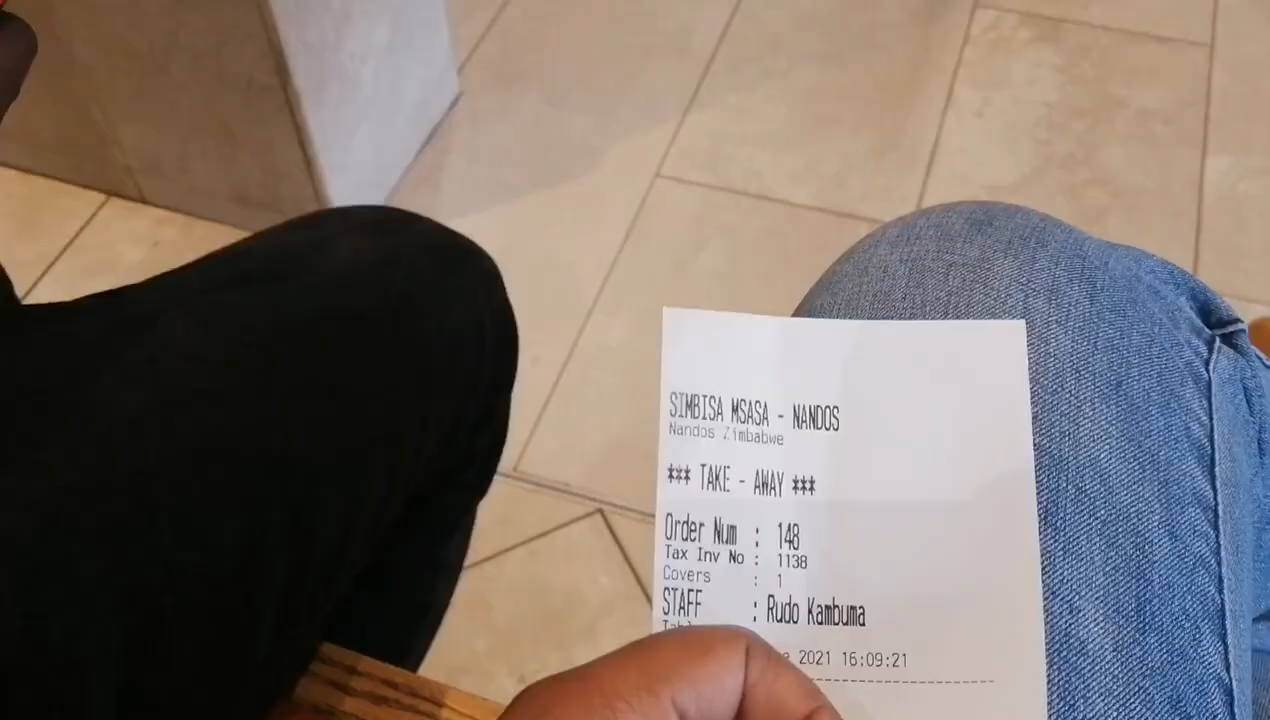 SIMBISA MSASA - NANDOS
Nandos Zimbabwe
*** TAKE - AWAY ***
Order Num : 148
Tax Inv No : 1138
Covers : 1
STAFF : Rudo Kambuma
2021 16:09:21